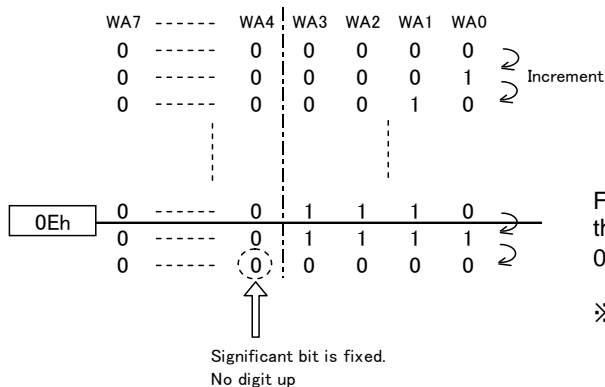 WA7 ------ WA4 WA3 WA2 WA1 WA0
0 ------ 0 0 0 0 0
0 ------ 0 0 0 0 1
Increment
0 ------ 0 0 0 1 0
0 ------ 0 1 1 1 0
0Eh
0 ------ 0 1 1 1 1
0 ------ 0 0 0 0 0
Significant bit is fixed.
No digit up
F
th
0
※